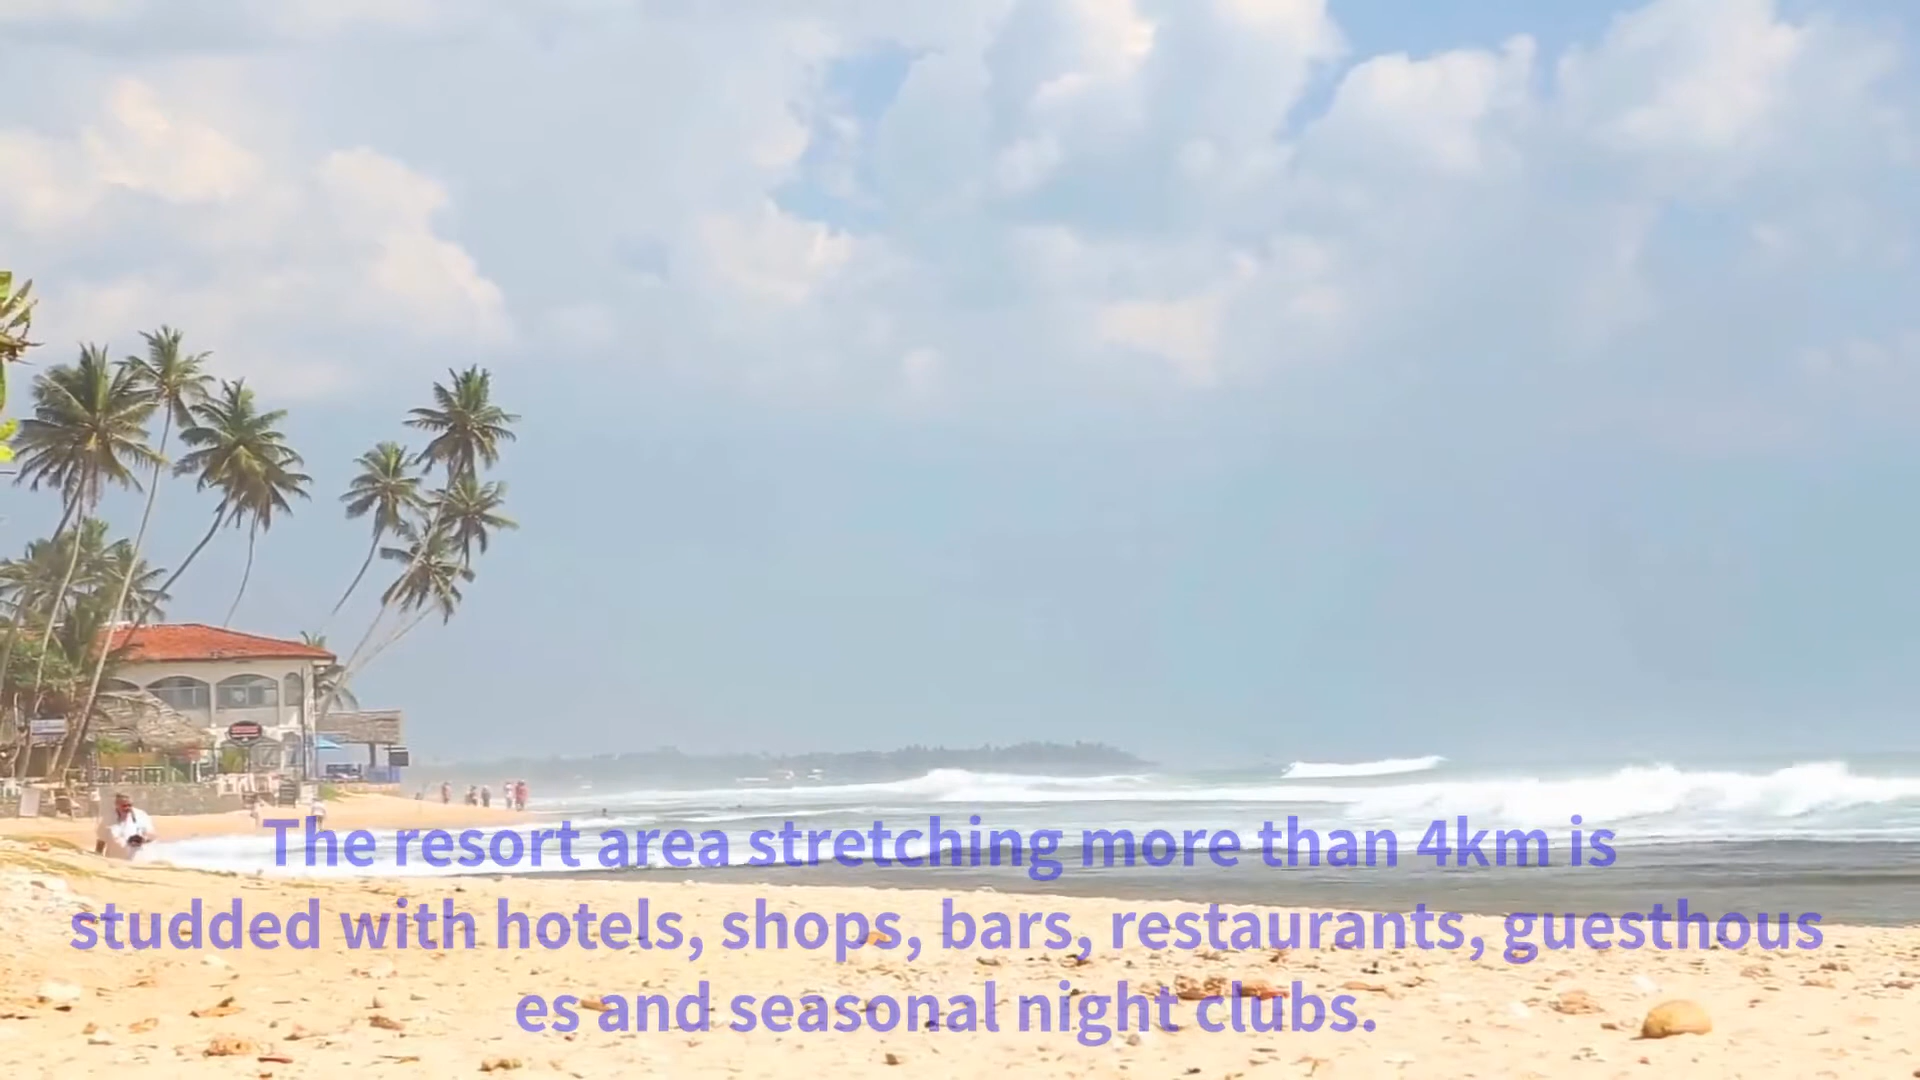 The resort area stretching more than 4km is
studded with hotels, shops, bars, restaurants, guesthous
es and seasonal night clubs.